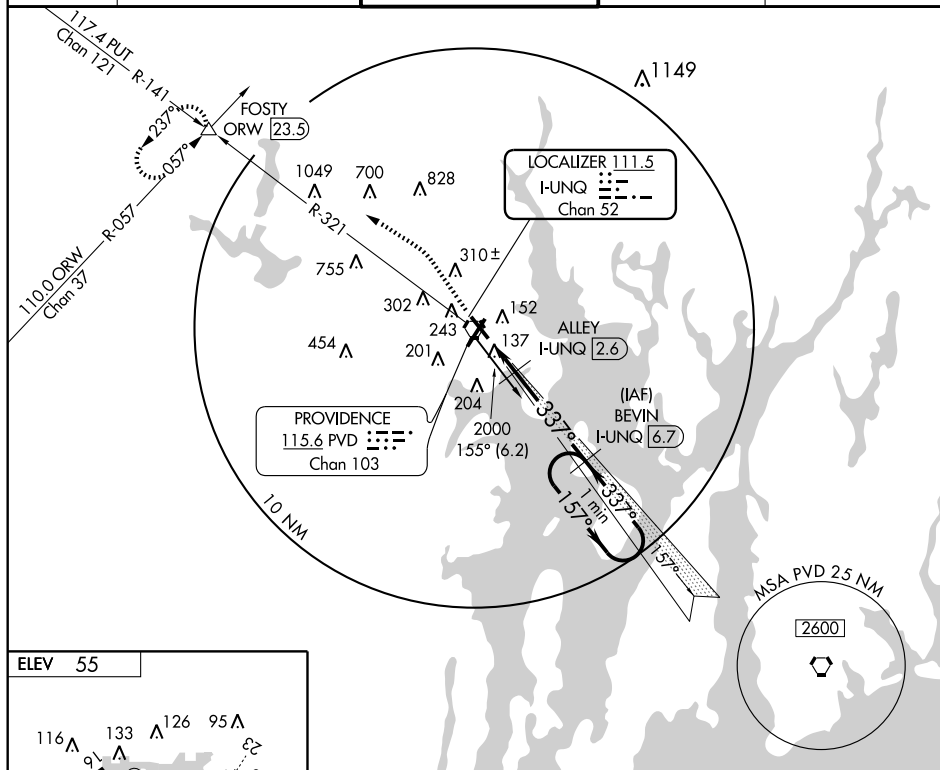 117.4 PUT
Chan 121
R-141
237°
057°
FOSTY
ORW 23.5
R-057
110.0 ORW
Chan 37
1149
LOCALIZER 111.5
I-UNQ
Chan 52
1049
700
828
R-321
755
310±
302
243
152
137
454
201
204
ALLEY
I-UNQ 2.6
2000
155° (6.2)
(IAF)
BEVIN
I-UNQ 6.7
PROVIDENCE
115.6 PVD
Chan 103
337°
337°
157°
1 min
157°
10 NM
MSA PVD 25 NM
2600
ELEV 55
116
133
126
95
16
23